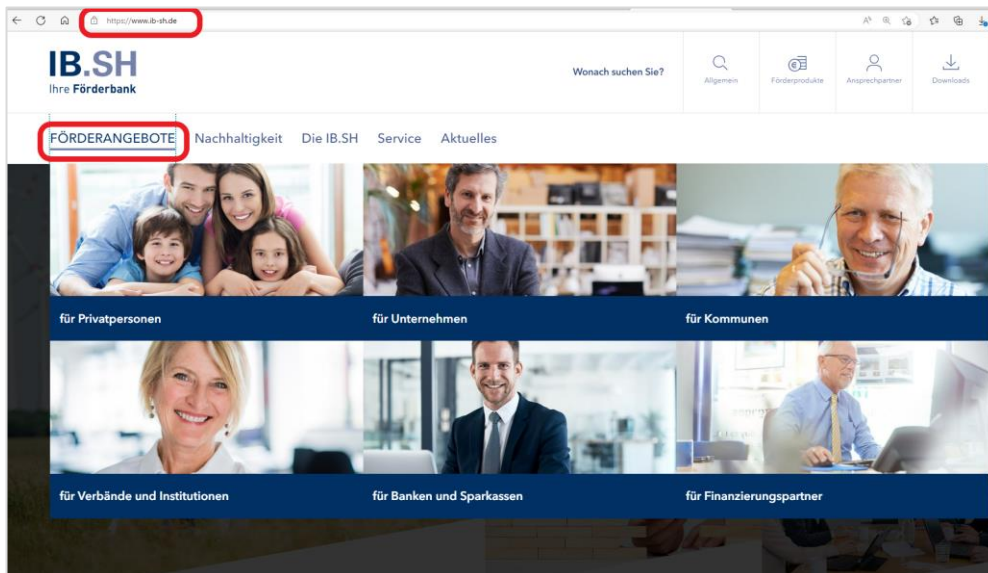 https://www.ib-sh.de
IB.SH
Ihre Förderbank
Wonach suchen Sie?
Allgemein
Förderprodukte
Ansprechpartner
Downloads
FÖRDERANGEBOTE Nachhaltigkeit Die IB.SH Service Aktuelles
für Privatpersonen
für Unternehmen
für Kommunen
für Verbände und Institutionen
für Banken und Sparkassen
für Finanzierungspartner